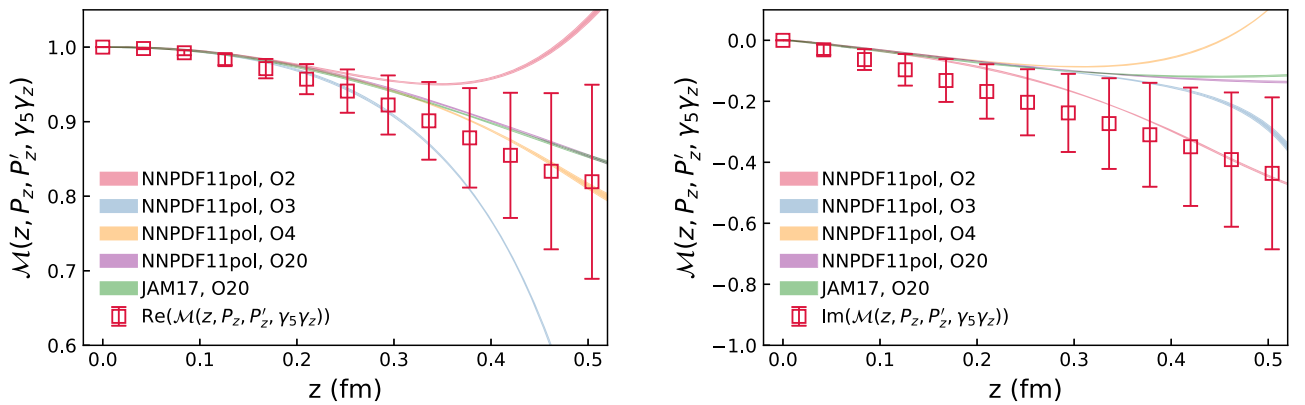 1.0
0.9
0.8
0.7
0.6
ℳ(z, P_z, P′_z, γ₅γ_z)
NNPDF11pol, O2
NNPDF11pol, O3
NNPDF11pol, O4
NNPDF11pol, O20
JAM17, O20
Re(ℳ(z, P_z, P′_z, γ₅γ_z))
0.0 0.1 0.2 0.3 0.4 0.5
z (fm)
0.0
−0.2
−0.4
−0.6
−0.8
−1.0
ℳ(z, P_z, P′_z, γ₅γ_z)
NNPDF11pol, O2
NNPDF11pol, O3
NNPDF11pol, O4
NNPDF11pol, O20
JAM17, O20
Im(ℳ(z, P_z, P′_z, γ₅γ_z))
0.0 0.1 0.2 0.3 0.4 0.5
z (fm)